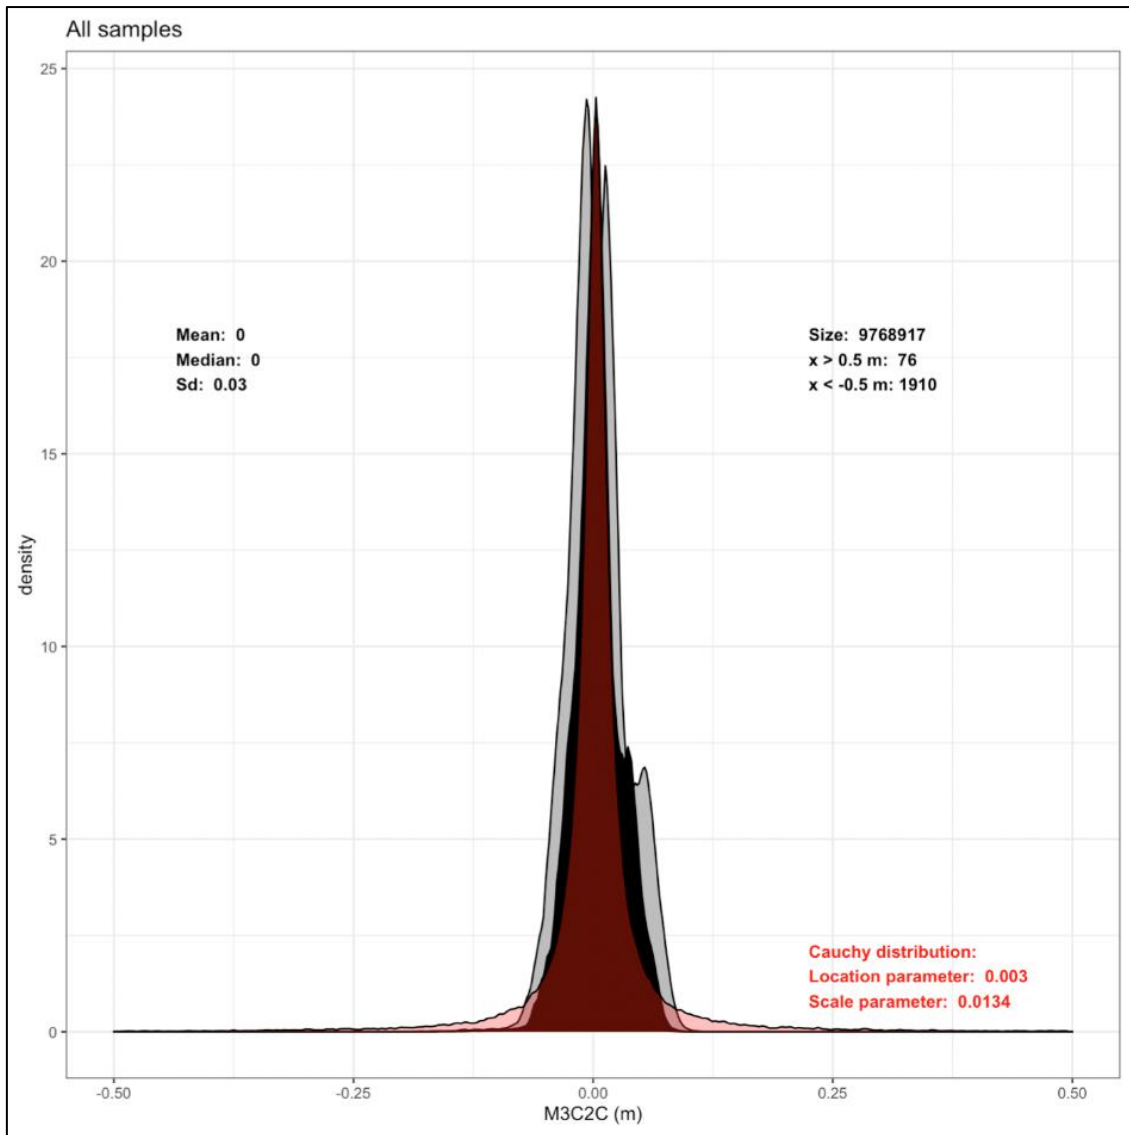 All samples
25
20
15
10
5
0
density
Mean: 0
Median: 0
Sd: 0.03
Size: 9768917
x > 0.5 m: 76
x < -0.5 m: 1910
Cauchy distribution:
Location parameter: 0.003
Scale parameter: 0.0134
-0.50
-0.25
0.00
0.25
0.50
M3C2C (m)